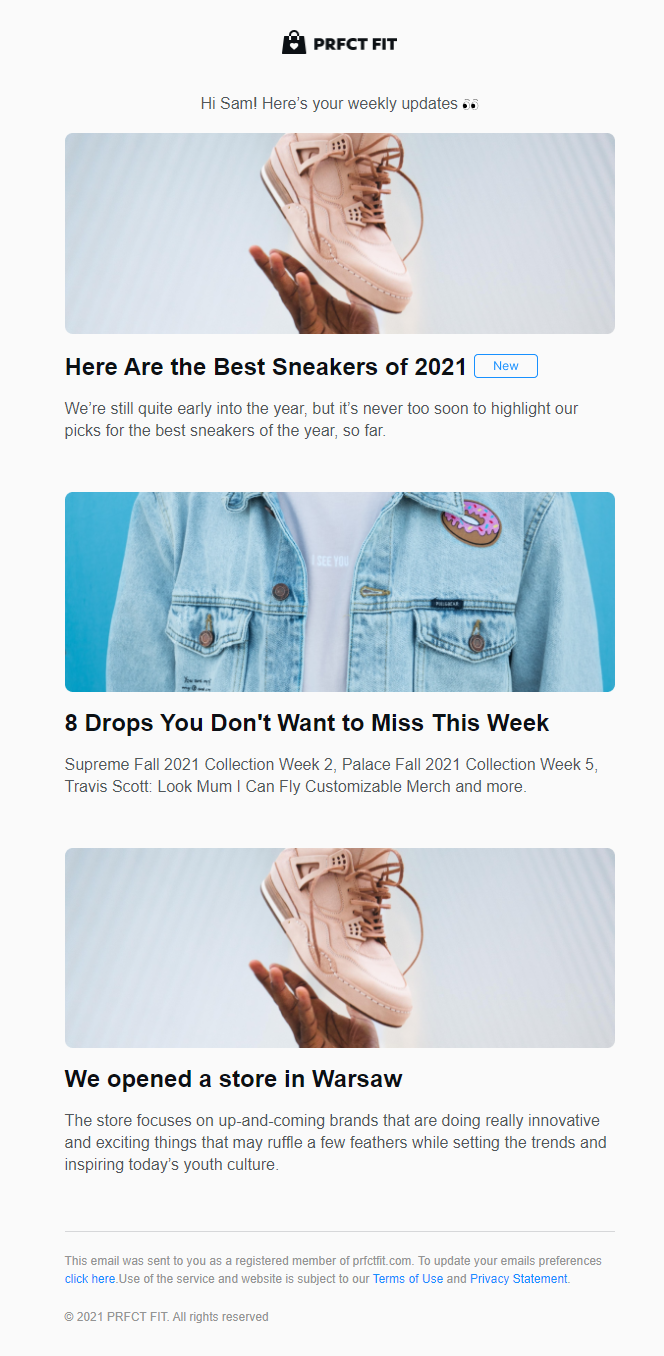 PRFCT FIT
Hi Sam! Here’s your weekly updates 👀
Here Are the Best Sneakers of 2021 New
We’re still quite early into the year, but it’s never too soon to highlight our
picks for the best sneakers of the year, so far.
I SEE YOU
8 Drops You Don't Want to Miss This Week
Supreme Fall 2021 Collection Week 2, Palace Fall 2021 Collection Week 5,
Travis Scott: Look Mum I Can Fly Customizable Merch and more.
We opened a store in Warsaw
The store focuses on up-and-coming brands that are doing really innovative
and exciting things that may ruffle a few feathers while setting the trends and
inspiring today’s youth culture.
This email was sent to you as a registered member of prfctfit.com. To update your emails preferences
click here.Use of the service and website is subject to our Terms of Use and Privacy Statement.
© 2021 PRFCT FIT. All rights reserved